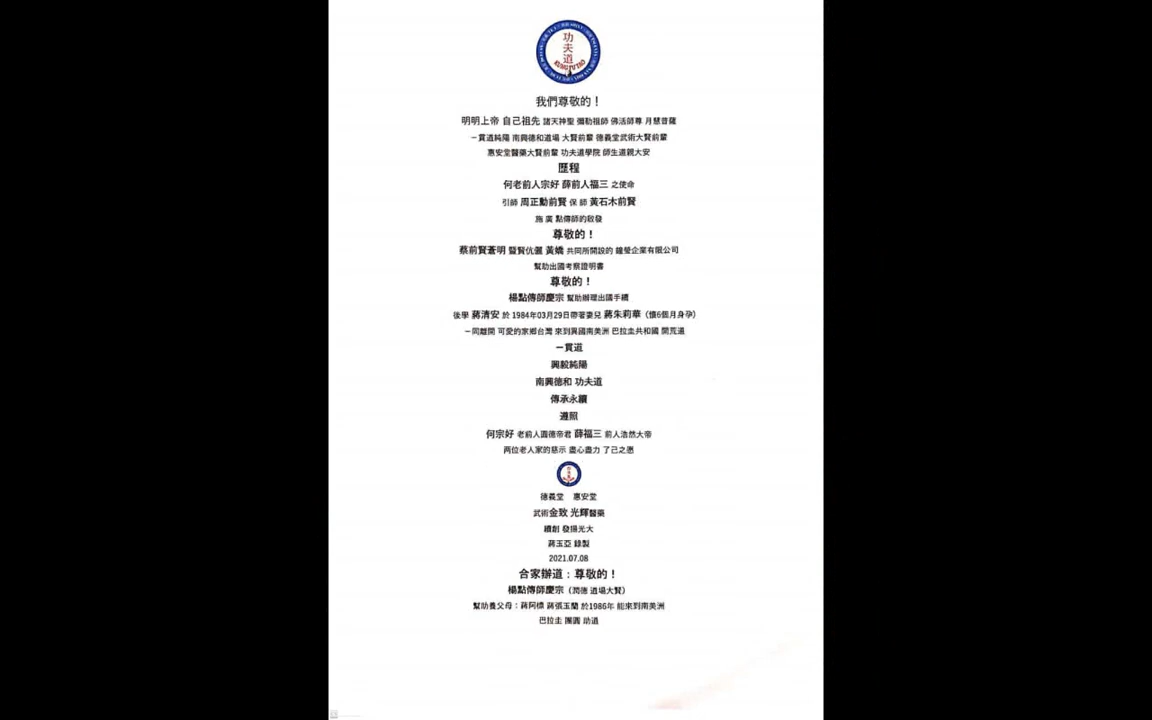 功夫道
KUNG FU TAO
我們尊敬的！
明明上帝 自己祖先 諸天神聖 彌勒祖師 佛活師尊 月慧菩薩
一貫道純陽 南興德和道場 大賢前輩 德義堂武術大賢前輩
惠安堂醫藥大賢前輩 功夫道學院 師生道親大安
歷程
何老前人宗好 薛前人福三 之使命
引師 周正勳前賢 保 師 黃石木前賢
施 廣 點傳師的啟發
尊敬的！
蔡前賢蒼明 暨賢伉儷 黃嬌 共同所開設的 鐘瑩企業有限公司
幫助出國考察證明書
尊敬的！
楊點傳師慶宗 幫助辦理出國手續
後學 蔣清安 於 1984年03月29日帶著妻兒 蔣朱莉華（懷6個月身孕）
一同離開 可愛的家鄉台灣 來到異國南美洲 巴拉圭共和國 開荒道
一貫道
興毅純陽
南興德和 功夫道
傳承永續
遵照
何宗好 老前人圓德帝君 薛福三 前人浩然大帝
两位老人家的慈示 盡心盡力 了己之愿
德義堂 惠安堂
武術金致 光輝醫藥
續創 發揚光大
蔣玉亞 錄製
2021.07.08
合家辦道：尊敬的！
楊點傳師慶宗（潤德 道場大賢）
幫助養父母：蔣阿標 蔣張玉蘭 於1986年 能來到南美洲
巴拉圭 團圓 助道